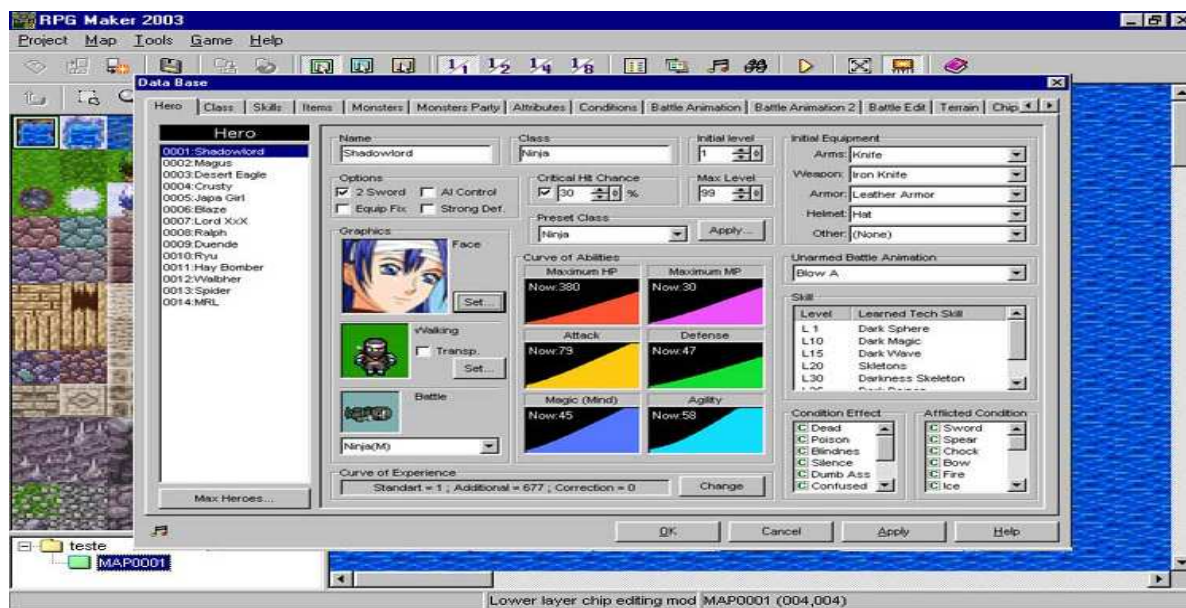 RPG Maker 2003
Project Map Tools Game Help
1/1 1/2 1/4 1/8
Data Base
Hero Class Skills Items Monsters Monsters Party Attributes Conditions Battle Animation Battle Animation 2 Battle Edit Terrain Chip
Hero
0001:Shadowlord
0002:Magus
0003:Desert Eagle
0004:Crusty
0005:Japa Girl
0006:Blaze
0007:Lord XxX
0008:Ralph
0009:Duende
0010:Ryu
0011:Hay Bomber
0012:Walbher
0013:Spider
0014:MRL
Max Heroes...
Name
Shadowlord
Class
Ninja
Initial level
1
Options
2 Sword AI Control
Equip Fix Strong Def.
Critical Hit Chance
30 %
Max Level
99
Preset Class
Ninja Apply...
Graphics
Face
Set...
Walking
Transp.
Set...
Battle
Ninja(M)
Curve of Abilities
Maximum HP Maximum MP
Now:380 Now:30
Attack Defense
Now:79 Now:47
Magic (Mind) Agility
Now:45 Now:58
Curve of Experience
Standart = 1 ; Additional = 677 ; Correction = 0 Change
Initial Equipment
Arms: Knife
Weapon: Iron Knife
Armor: Leather Armor
Helmet: Hat
Other: (None)
Unarmed Battle Animation
Blow A
Skill
Level Learned Tech Skill
L 1 Dark Sphere
L10 Dark Magic
L15 Dark Wave
L20 Skletons
L30 Darkness Skeleton
Condition Effect
C Dead
C Poison
C Blindnes
C Silence
C Dumb Ass
C Confused
Afflicted Condition
C Sword
C Spear
C Chock
C Bow
C Fire
C Ice
OK Cancel Apply Help
teste
MAP0001
Lower layer chip editing mod MAP0001 (004,004)